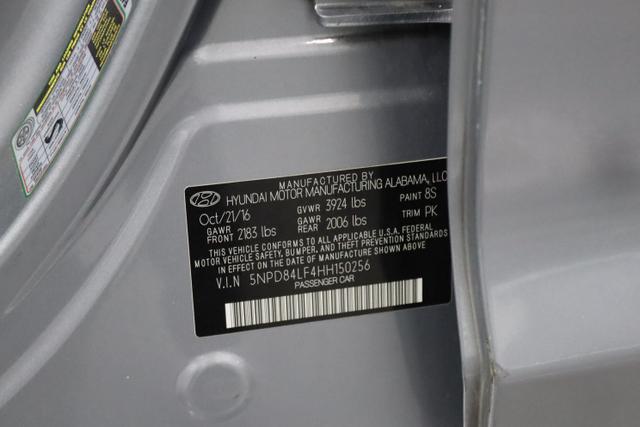 MANUFACTURED BY
HYUNDAI MOTOR MANUFACTURING ALABAMA, LLC
Oct/21/16 GVWR 3924 lbs PAINT 8S
GAWR FRONT 2183 lbs GAWR REAR 2006 lbs TRIM PK
THIS VEHICLE CONFORMS TO ALL APPLICABLE U.S.A. FEDERAL
MOTOR VEHICLE SAFETY, BUMPER, AND THEFT PREVENTION STANDARDS
IN EFFECT ON THE DATE OF MANUFACTURE SHOWN ABOVE.
V.I.N 5NPD84LF4HH150256
PASSENGER CAR